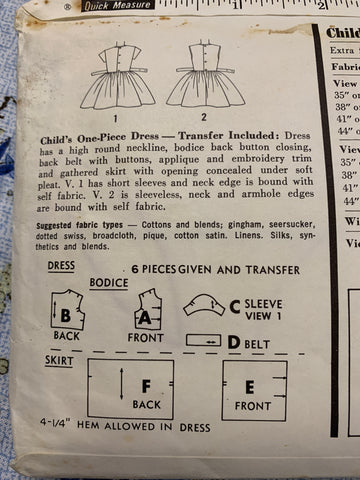 ® Quick Measure 1 2
1 2
Child's One-Piece Dress — Transfer Included: Dress
has a high round neckline, bodice back button closing,
back belt with buttons, applique and embroidery trim
and gathered skirt with opening concealed under soft
pleat. V. 1 has short sleeves and neck edge is bound with
self fabric. V. 2 is sleeveless, neck and armhole edges
are bound with self fabric.
Suggested fabric types — Cottons and blends; gingham, seersucker,
dotted swiss, broadcloth, pique, cotton satin. Linens. Silks, syn-
thetics and blends.
DRESS 6 PIECES GIVEN AND TRANSFER
BODICE
B BACK
A FRONT
C SLEEVE
VIEW 1
D BELT
SKIRT
F BACK
E FRONT
4-1/4" HEM ALLOWED IN DRESS
Child
Extra
Fabric
View
35" or
38" or
41" o
44" o
View
35"
38"
41"
44"
Wi
View